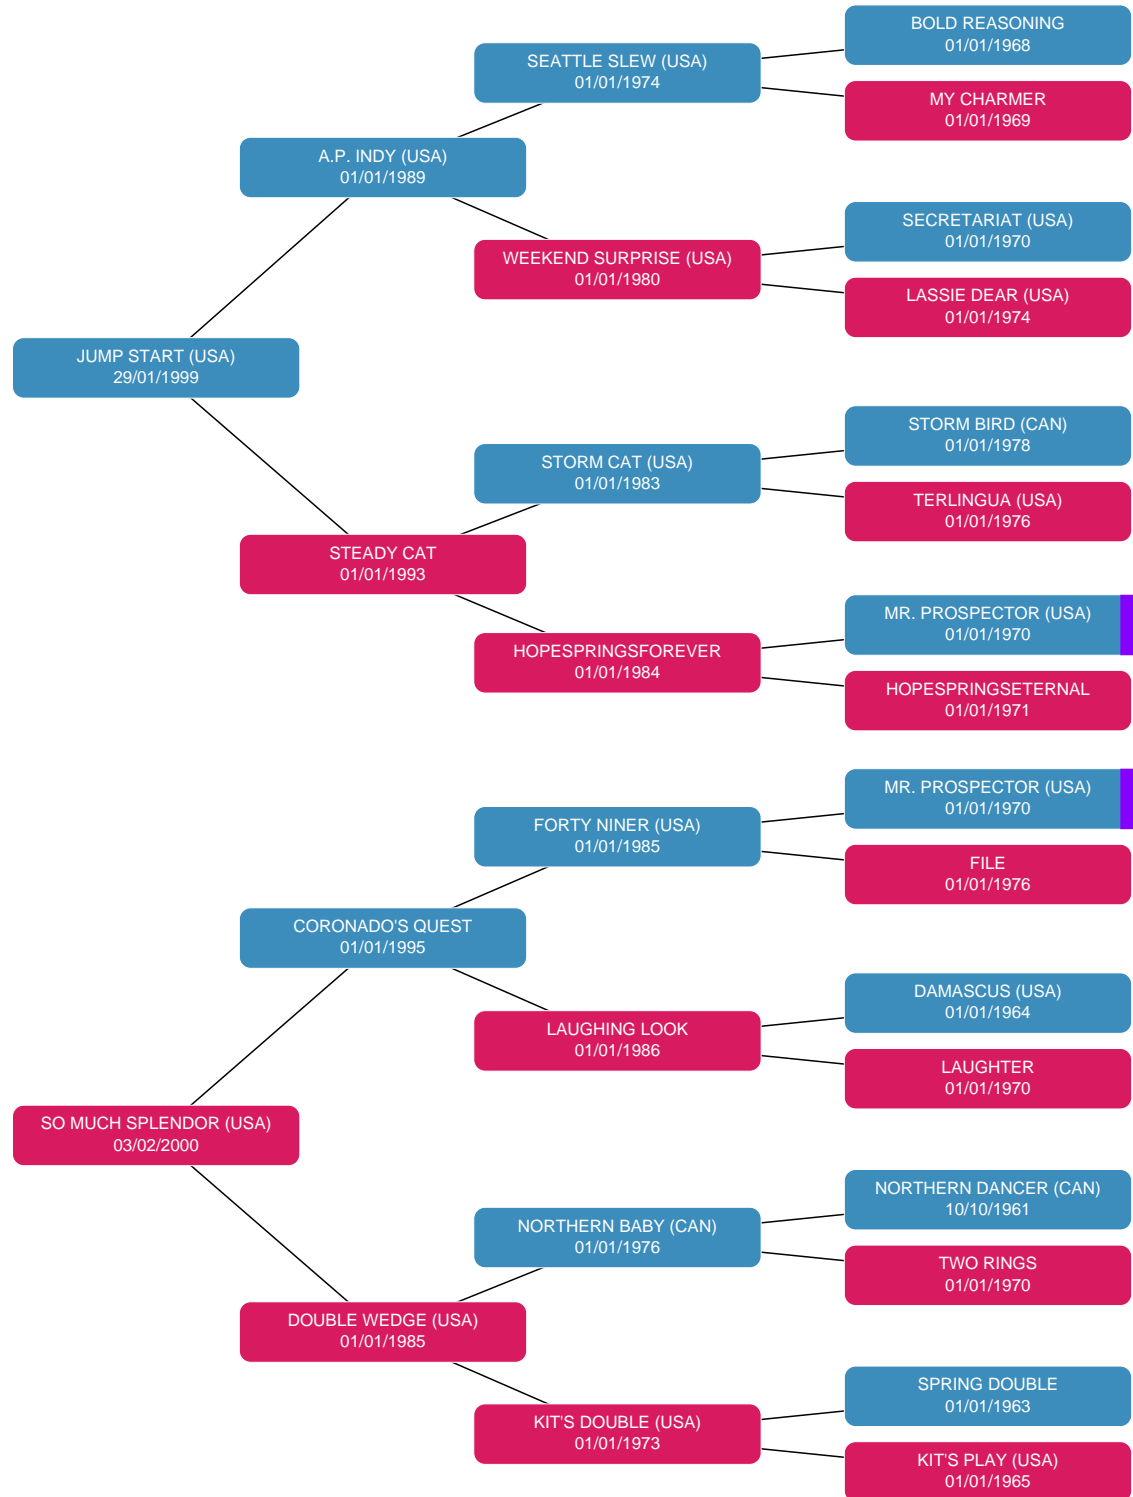 BOLD REASONING
01/01/1968
SEATTLE SLEW (USA)
01/01/1974
MY CHARMER
01/01/1969
A.P. INDY (USA)
01/01/1989
SECRETARIAT (USA)
01/01/1970
WEEKEND SURPRISE (USA)
01/01/1980
LASSIE DEAR (USA)
01/01/1974
JUMP START (USA)
29/01/1999
STORM BIRD (CAN)
01/01/1978
STORM CAT (USA)
01/01/1983
TERLINGUA (USA)
01/01/1976
STEADY CAT
01/01/1993
MR. PROSPECTOR (USA)
01/01/1970
HOPESPRINGSFOREVER
01/01/1984
HOPESPRINGSETERNAL
01/01/1971
MR. PROSPECTOR (USA)
01/01/1970
FORTY NINER (USA)
01/01/1985
FILE
01/01/1976
CORONADO'S QUEST
01/01/1995
DAMASCUS (USA)
01/01/1964
LAUGHING LOOK
01/01/1986
LAUGHTER
01/01/1970
SO MUCH SPLENDOR (USA)
03/02/2000
NORTHERN DANCER (CAN)
10/10/1961
NORTHERN BABY (CAN)
01/01/1976
TWO RINGS
01/01/1970
DOUBLE WEDGE (USA)
01/01/1985
SPRING DOUBLE
01/01/1963
KIT'S DOUBLE (USA)
01/01/1973
KIT'S PLAY (USA)
01/01/1965